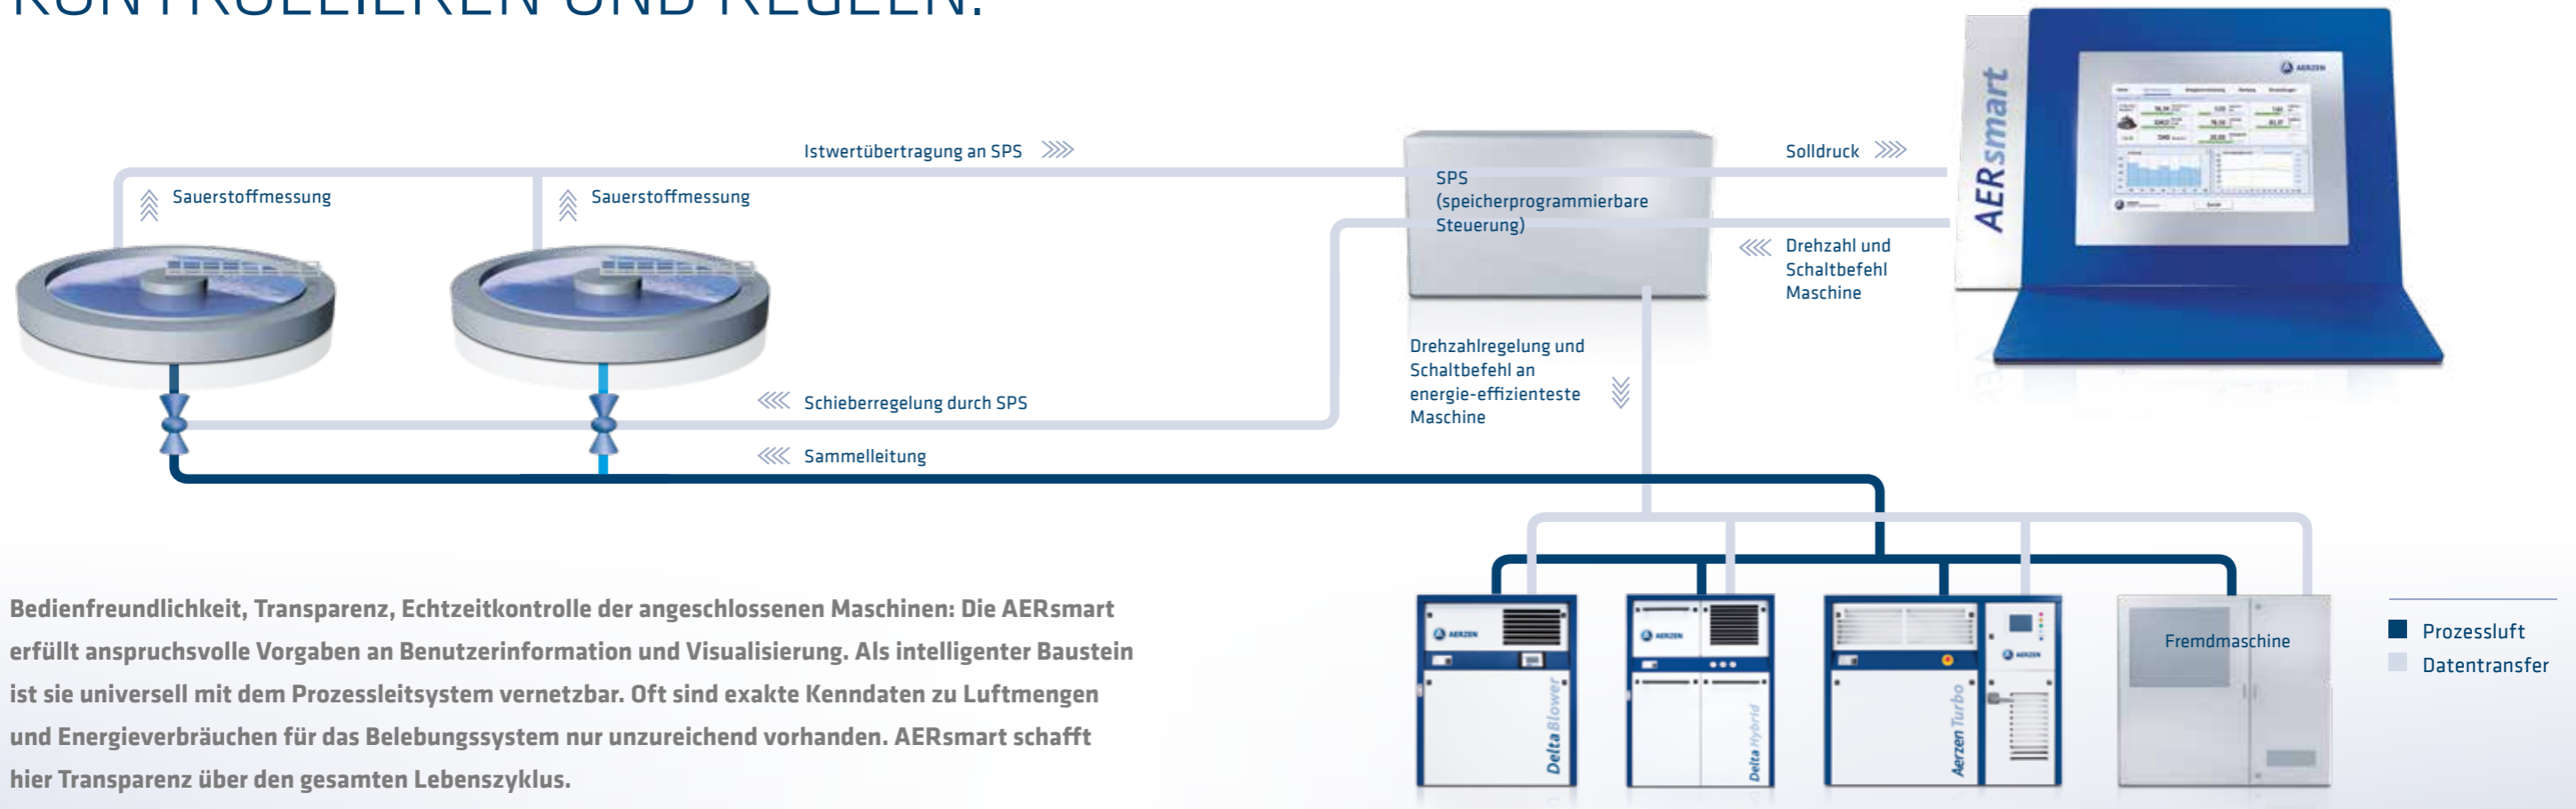 KONTROLLIEREN UND REGELN.
AERsmart
AERZEN
Istwertübertragung an SPS
Solldruck
Sauerstoffmessung
Sauerstoffmessung
SPS
(speicherprogrammierbare
Steuerung)
Drehzahl und
Schaltbefehl
Maschine
Drehzahlregelung und
Schaltbefehl an
energie-effizienteste
Maschine
Schieberregelung durch SPS
Sammelleitung
Bedienfreundlichkeit, Transparenz, Echtzeitkontrolle der angeschlossenen Maschinen: Die AERsmart
erfüllt anspruchsvolle Vorgaben an Benutzerinformation und Visualisierung. Als intelligenter Baustein
ist sie universell mit dem Prozessleitsystem vernetzbar. Oft sind exakte Kenndaten zu Luftmengen
und Energieverbräuchen für das Belebungssystem nur unzureichend vorhanden. AERsmart schafft
hier Transparenz über den gesamten Lebenszyklus.
AERZEN
Delta Blower
AERZEN
Delta Hybrid
AERZEN
Aerzen Turbo
Fremdmaschine
Prozessluft
Datentransfer